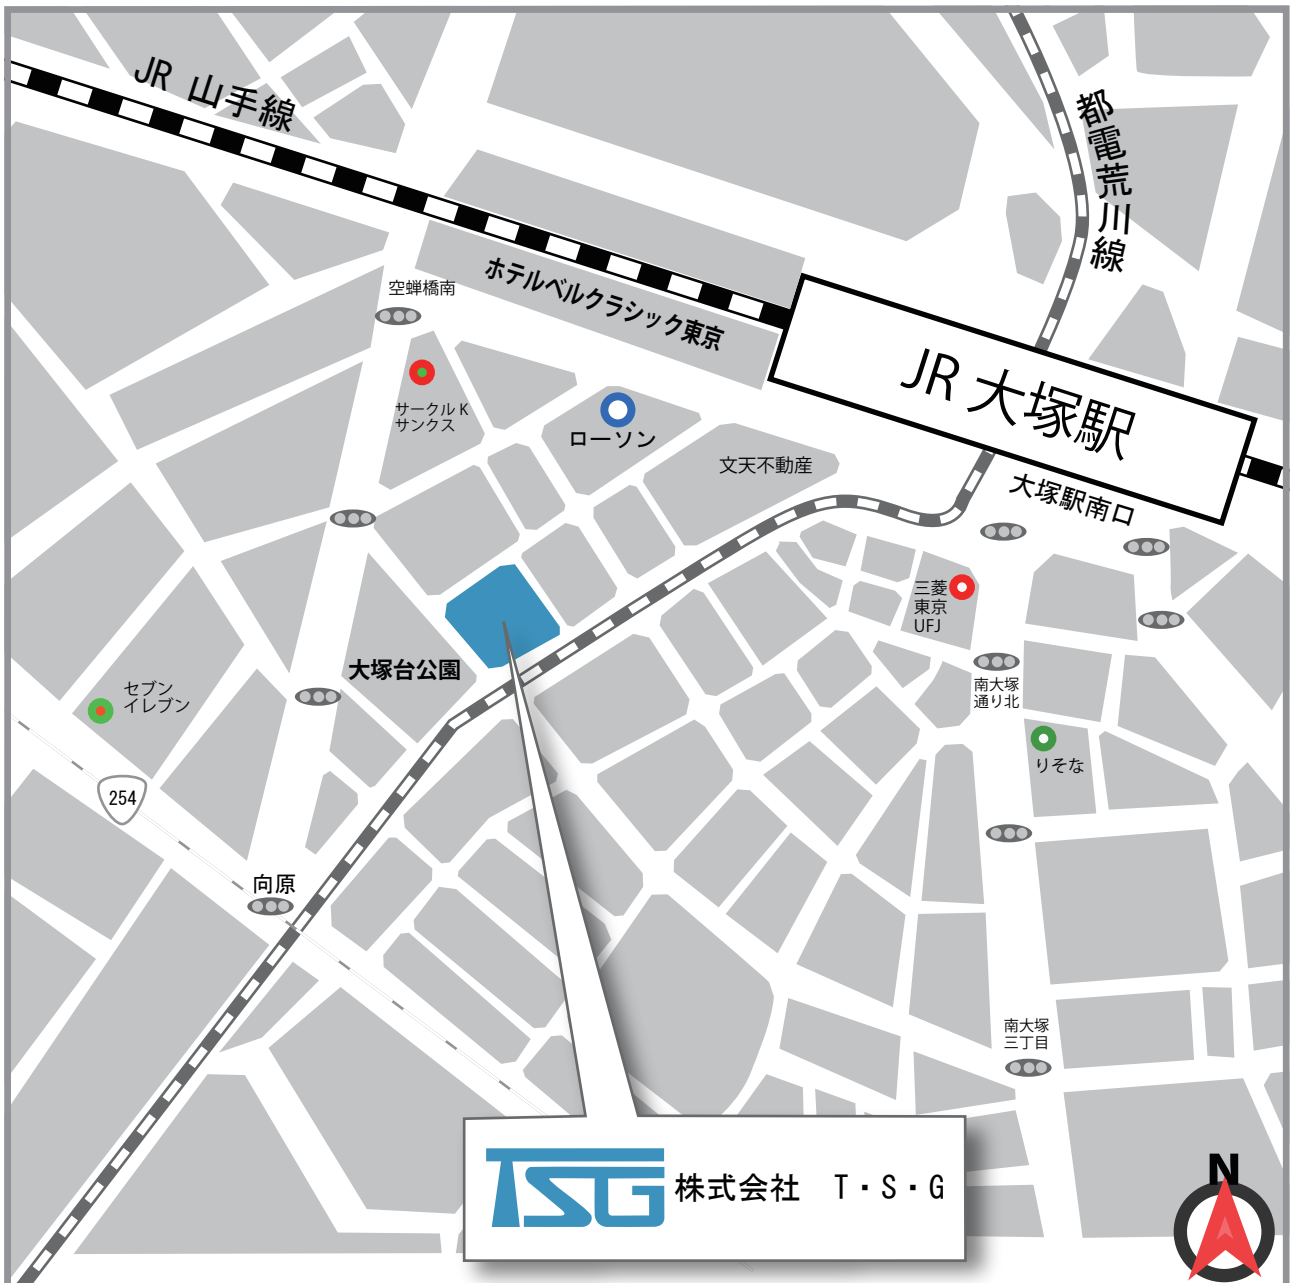 JR 山手線
都電荒川線
空蝉橋南
ホテルベルクラシック東京
JR 大塚駅
サークル K
サンクス
ローソン
文天不動産
大塚駅南口
三菱
東京
UFJ
大塚台公園
セブン
イレブン
南大塚
通り北
りそな
254
向原
南大塚
三丁目
TSG 株式会社 T・S・G
N